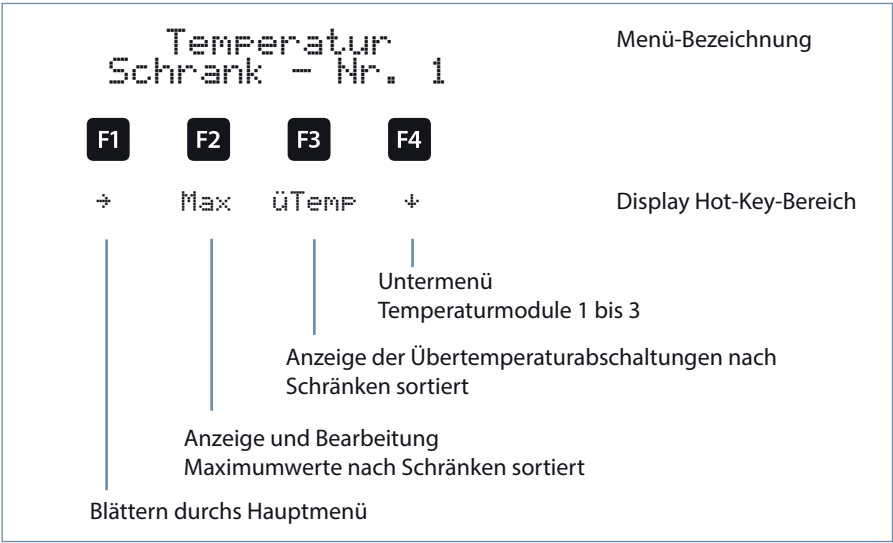 Temperatur
Menü-Bezeichnung
Schrank - Nr. 1
F1 F2 F3 F4
→ Max üTemp ↓
Display Hot-Key-Bereich
Untermenü
Temperaturmodule 1 bis 3
Anzeige der Übertemperaturabschaltungen nach
Schränken sortiert
Anzeige und Bearbeitung
Maximumwerte nach Schränken sortiert
Blättern durchs Hauptmenü